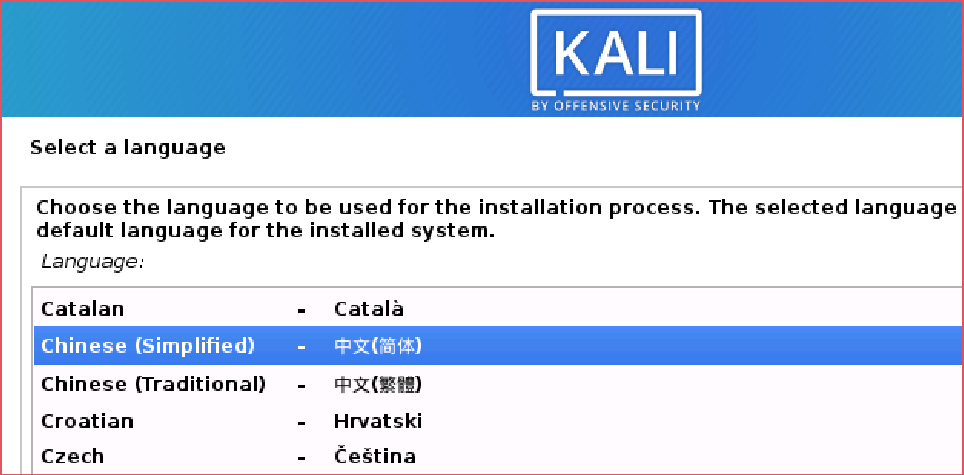 KALI
BY OFFENSIVE SECURITY
Select a language
Choose the language to be used for the installation process. The selected language
default language for the installed system.
Language:
Catalan - Català
Chinese (Simplified) - 中文(简体)
Chinese (Traditional) - 中文(繁體)
Croatian - Hrvatski
Czech - Čeština